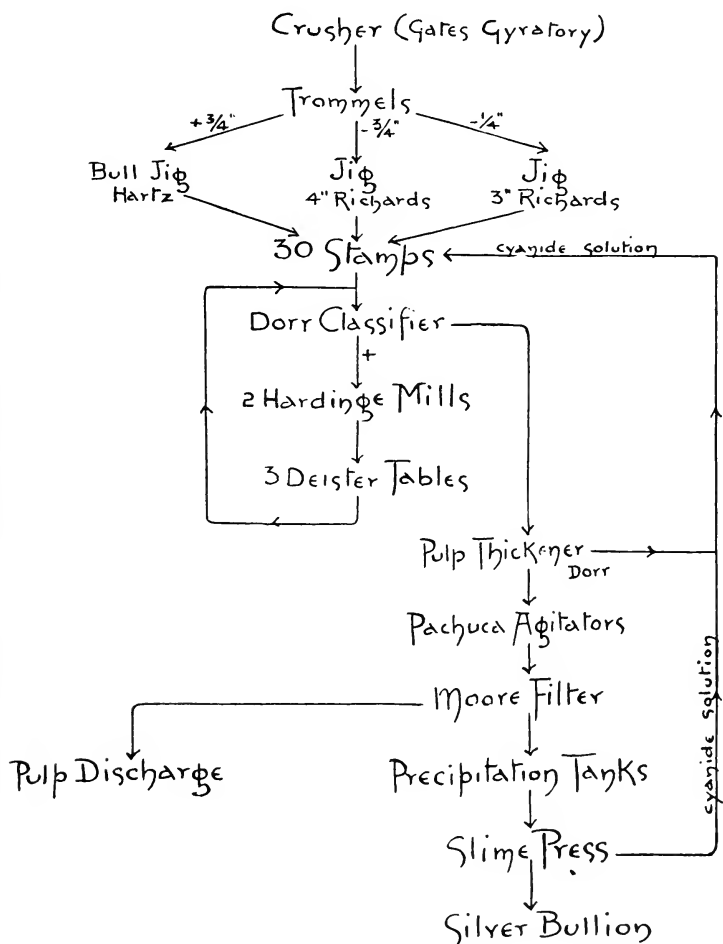 Crusher (Gates Gyratory)
Trommels
+3/4"
-3/4"
-1/4"
Bull Jig
Hartz
Jig
4" Richards
Jig
3" Richards
30 Stamps
cyanide solution
Dorr Classifier
+
2 Hardinge Mills
3 Deister Tables
Pulp Thickener
Dorr
Pachuca Agitators
Moore Filter
cyanide solution
Pulp Discharge
Precipitation Tanks
Slime Press
Silver Bullion